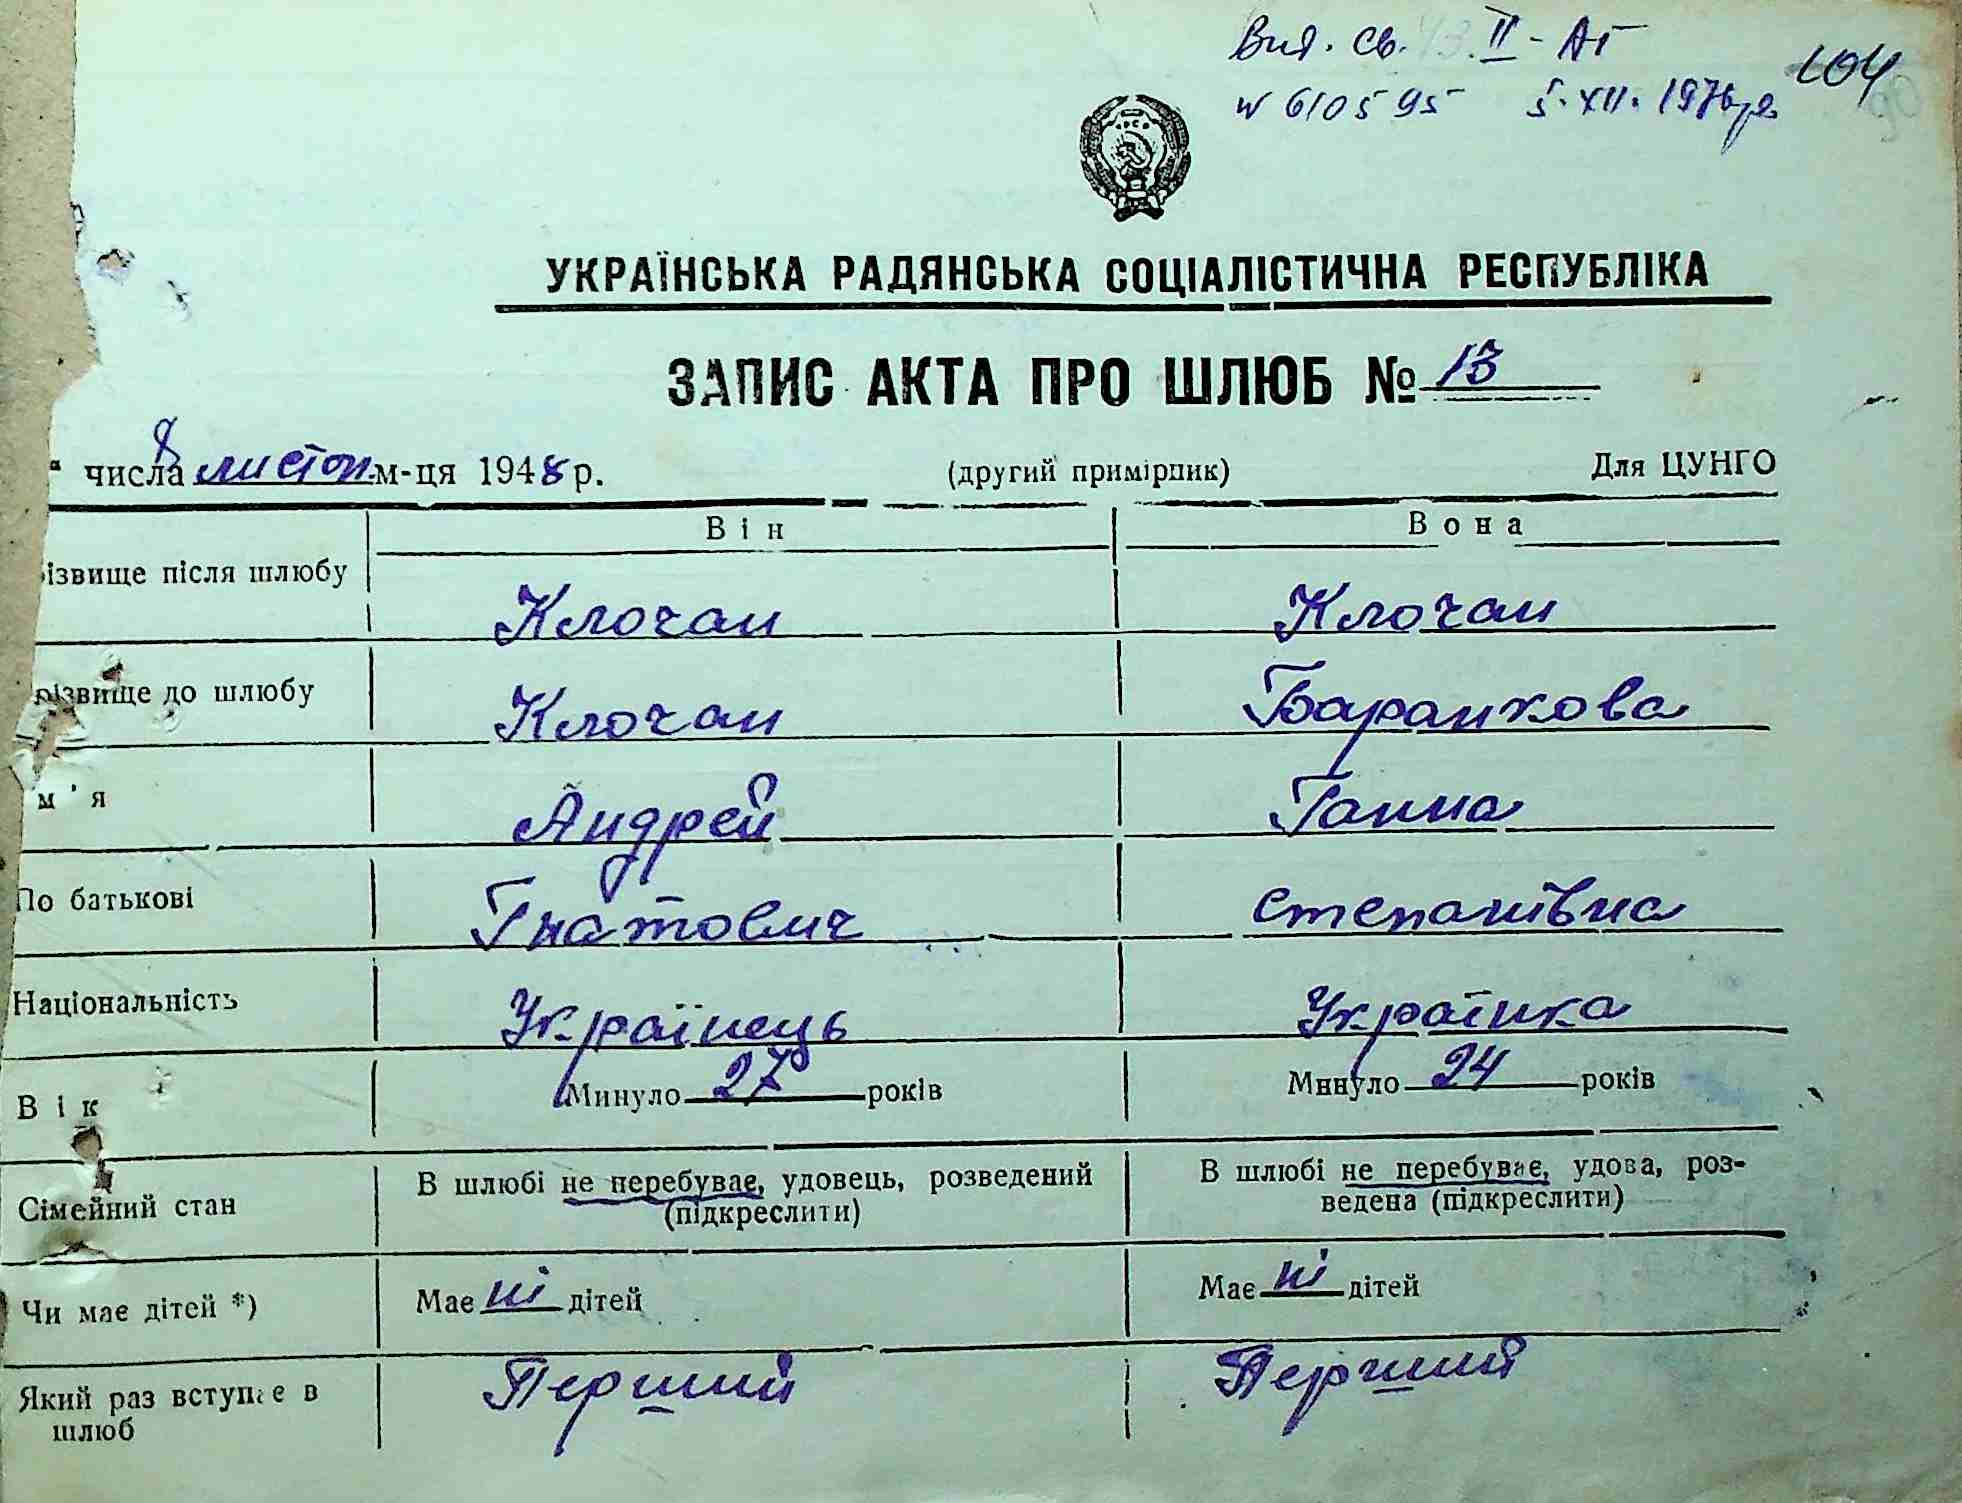 Вид. св. II - АГ
№ 610595 5. XII. 1976р. 104
УКРАЇНСЬКА РАДЯНСЬКА СОЦІАЛІСТИЧНА РЕСПУБЛІКА
ЗАПИС АКТА ПРО ШЛЮБ № 13
8 " числа листоп. м-ця 1948 р. (другий примірник) Для ЦУНГО
Він Вона
ізвище після шлюбу Клочан Клочан
різвище до шлюбу Клочан Баранкова
м'я Андрей Ганна
По батькові Гнатович Степанівна
Національність Українець Українка
Вік Минуло 27 років Минуло 24 років
Сімейний стан В шлюбі не перебуває, удовець, розведений (підкреслити) В шлюбі не перебуває, удова, роз-
ведена (підкреслити)
Чи має дітей *) Має ні дітей Має ні дітей
Який раз вступає в Перший Перший
шлюб